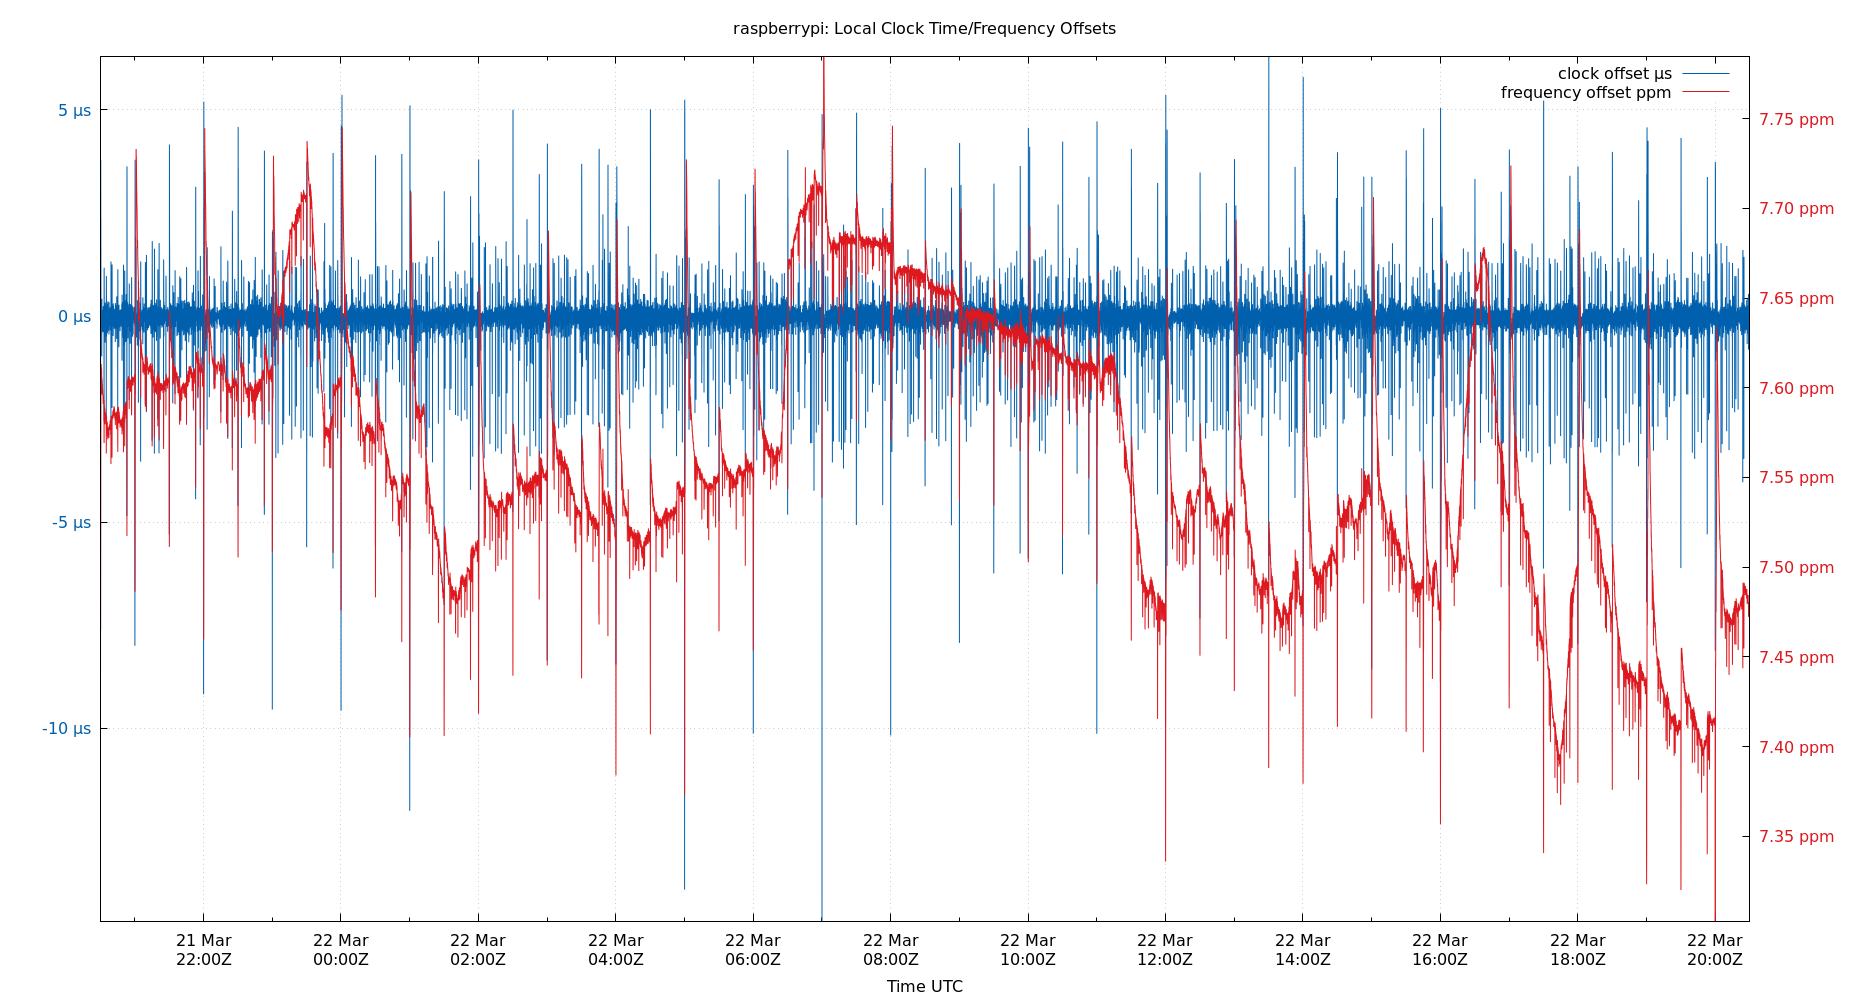 raspberrypi: Local Clock Time/Frequency Offsets
clock offset µs
frequency offset ppm
5 µs
0 µs
-5 µs
-10 µs
7.75 ppm
7.70 ppm
7.65 ppm
7.60 ppm
7.55 ppm
7.50 ppm
7.45 ppm
7.40 ppm
7.35 ppm
21 Mar 22 Mar 22 Mar 22 Mar 22 Mar 22 Mar 22 Mar 22 Mar 22 Mar 22 Mar 22 Mar 22 Mar
22:00Z 00:00Z 02:00Z 04:00Z 06:00Z 08:00Z 10:00Z 12:00Z 14:00Z 16:00Z 18:00Z 20:00Z
Time UTC